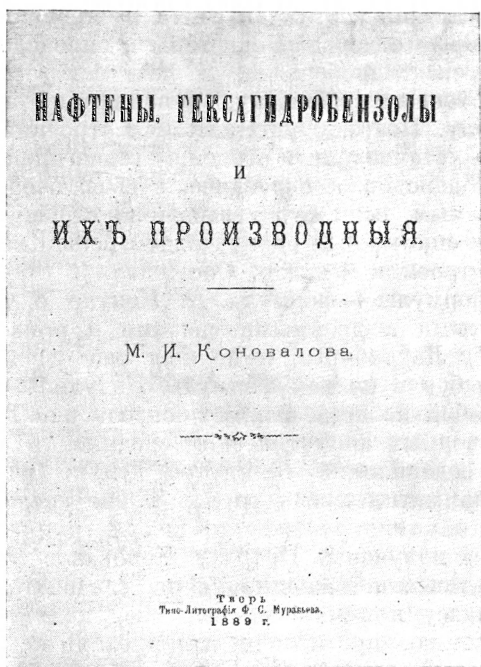 НАФТЕНЫ. ГЕКСАГИДРОБЕНЗОЛЫ
И
ИХЪ ПРОИЗВОДНЫЯ.
М. И. Коновалова.
Тверь
Типо-Литографія Ф. С. Муравьева.
1889 г.